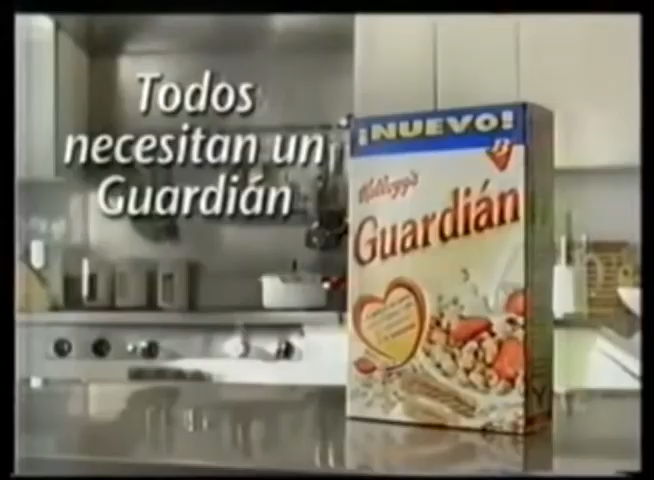 Todos
necesitan un
Guardián
¡NUEVO!
Kellogg's
Guardián